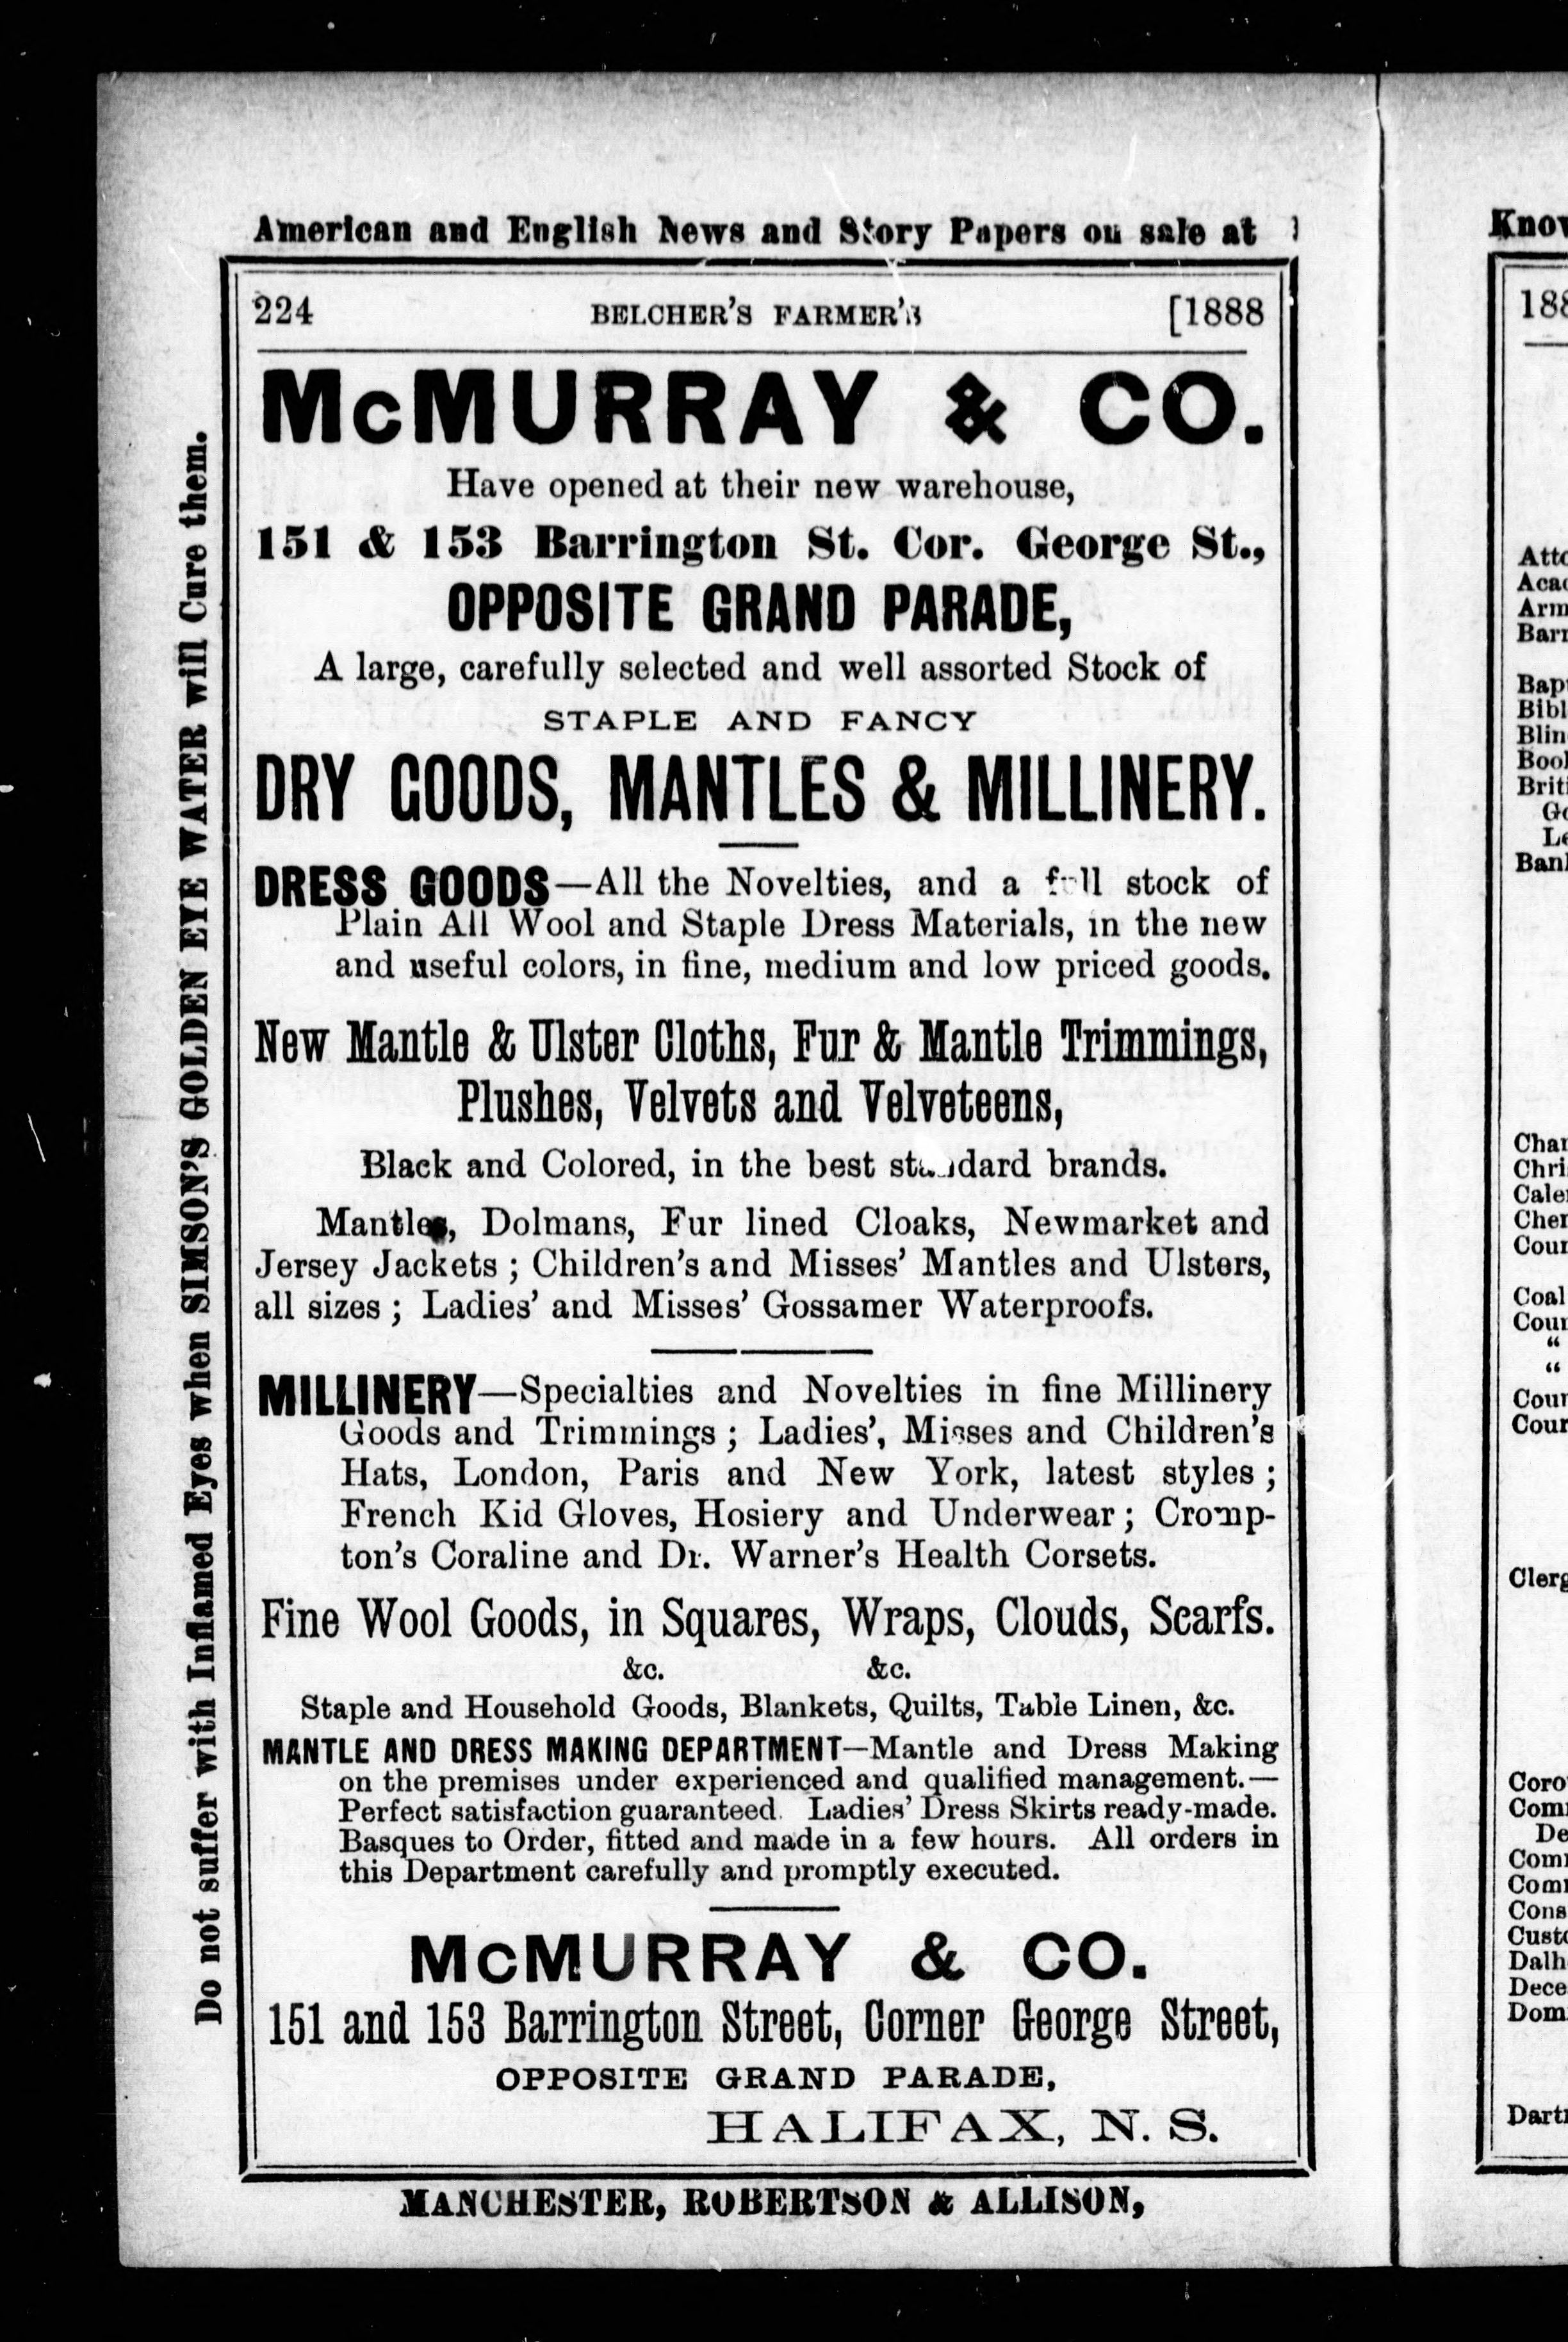 American and English News and Story Papers on sale at
224 BELCHER'S FARMER'S [1888
McMURRAY & CO.
Have opened at their new warehouse,
151 & 153 Barrington St. Cor. George St.,
OPPOSITE GRAND PARADE,
A large, carefully selected and well assorted Stock of
STAPLE AND FANCY
DRY GOODS, MANTLES & MILLINERY.
DRESS GOODS—All the Novelties, and a full stock of
Plain All Wool and Staple Dress Materials, in the new
and useful colors, in fine, medium and low priced goods.
New Mantle & Ulster Cloths, Fur & Mantle Trimmings,
Plushes, Velvets and Velveteens,
Black and Colored, in the best standard brands.
Mantles, Dolmans, Fur lined Cloaks, Newmarket and
Jersey Jackets ; Children's and Misses' Mantles and Ulsters,
all sizes ; Ladies' and Misses' Gossamer Waterproofs.
MILLINERY—Specialties and Novelties in fine Millinery
Goods and Trimmings ; Ladies', Misses and Children's
Hats, London, Paris and New York, latest styles ;
French Kid Gloves, Hosiery and Underwear ; Cromp-
ton's Coraline and Dr. Warner's Health Corsets.
Fine Wool Goods, in Squares, Wraps, Clouds, Scarfs.
&c. &c.
Staple and Household Goods, Blankets, Quilts, Table Linen, &c.
MANTLE AND DRESS MAKING DEPARTMENT—Mantle and Dress Making
on the premises under experienced and qualified management.—
Perfect satisfaction guaranteed. Ladies' Dress Skirts ready-made.
Basques to Order, fitted and made in a few hours. All orders in
this Department carefully and promptly executed.
McMURRAY & CO.
151 and 153 Barrington Street, Corner George Street,
OPPOSITE GRAND PARADE,
HALIFAX, N. S.
MANCHESTER, ROBERTSON & ALLISON,
Do not suffer with Inflamed Eyes when SIMSON'S GOLDEN EYE WATER will Cure them.
Coal
"
"